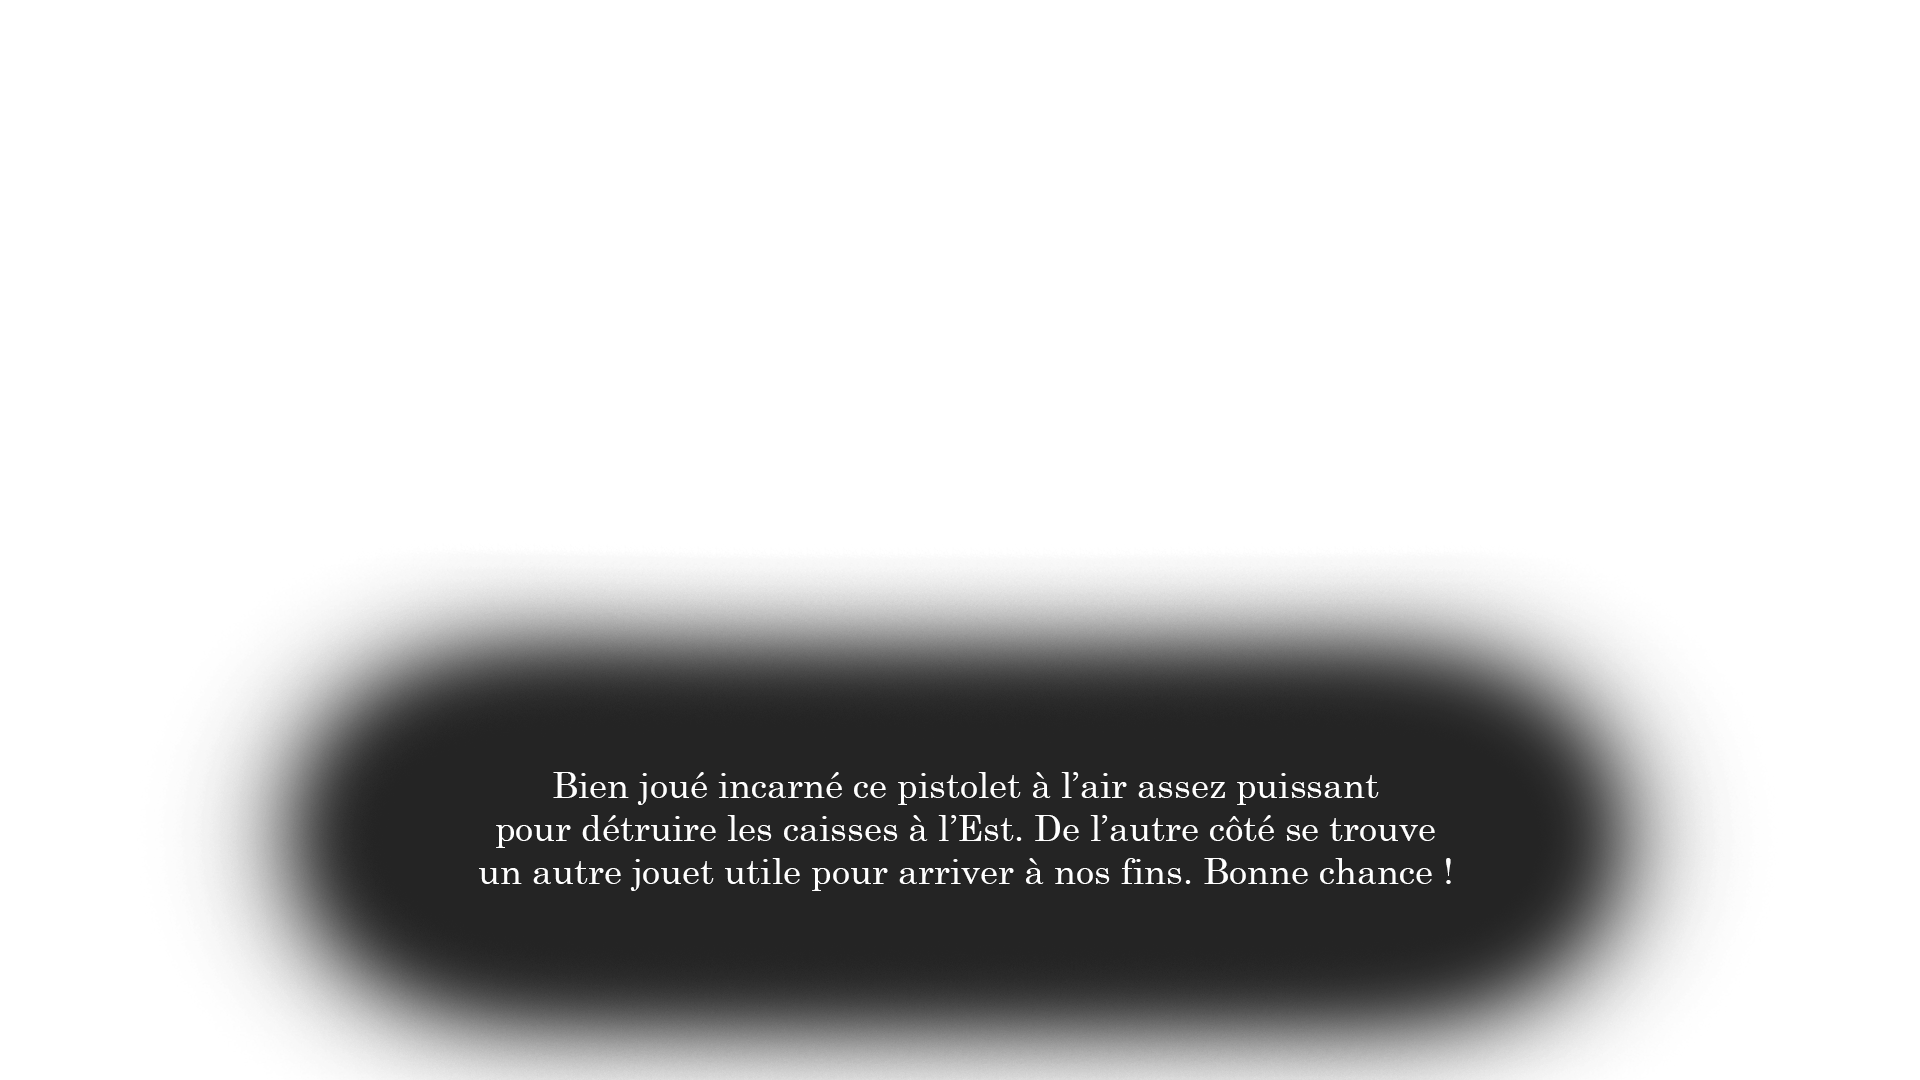 Bien joué incarné ce pistolet à l’air assez puissant
pour détruire les caisses à l’Est. De l’autre côté se trouve
un autre jouet utile pour arriver à nos fins. Bonne chance !